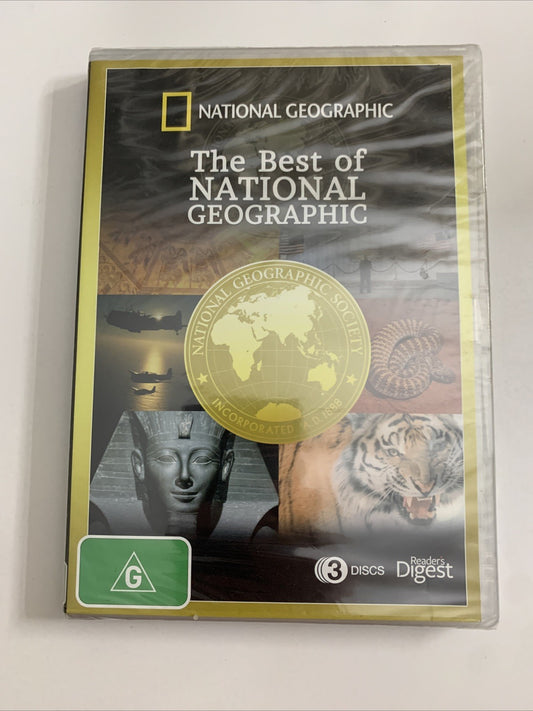 NATIONAL GEOGRAPHIC
The Best of
NATIONAL
GEOGRAPHIC
NATIONAL GEOGRAPHIC SOCIETY
INCORPORATED A.D. 1888
G
3 DISCS
Reader's
Digest